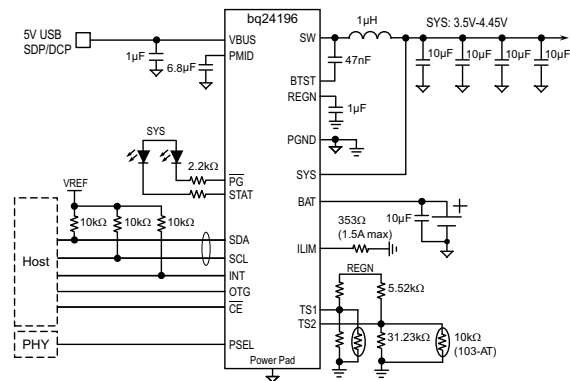 bq24196
5V USB
SDP/DCP
1µF
6.8µF
VBUS
PMID
SW
1µH
SYS: 3.5V-4.45V
10µF
10µF
10µF
10µF
47nF
BTST
REGN
1µF
PGND
SYS
SYS
2.2kΩ
PG
STAT
VREF
10kΩ
10kΩ
10kΩ
BAT
10µF
+
353Ω
(1.5A max)
ILIM
Host
SDA
SCL
INT
OTG
CE
PHY
PSEL
REGN
5.52kΩ
TS1
TS2
31.23kΩ
10kΩ
(103-AT)
Power Pad